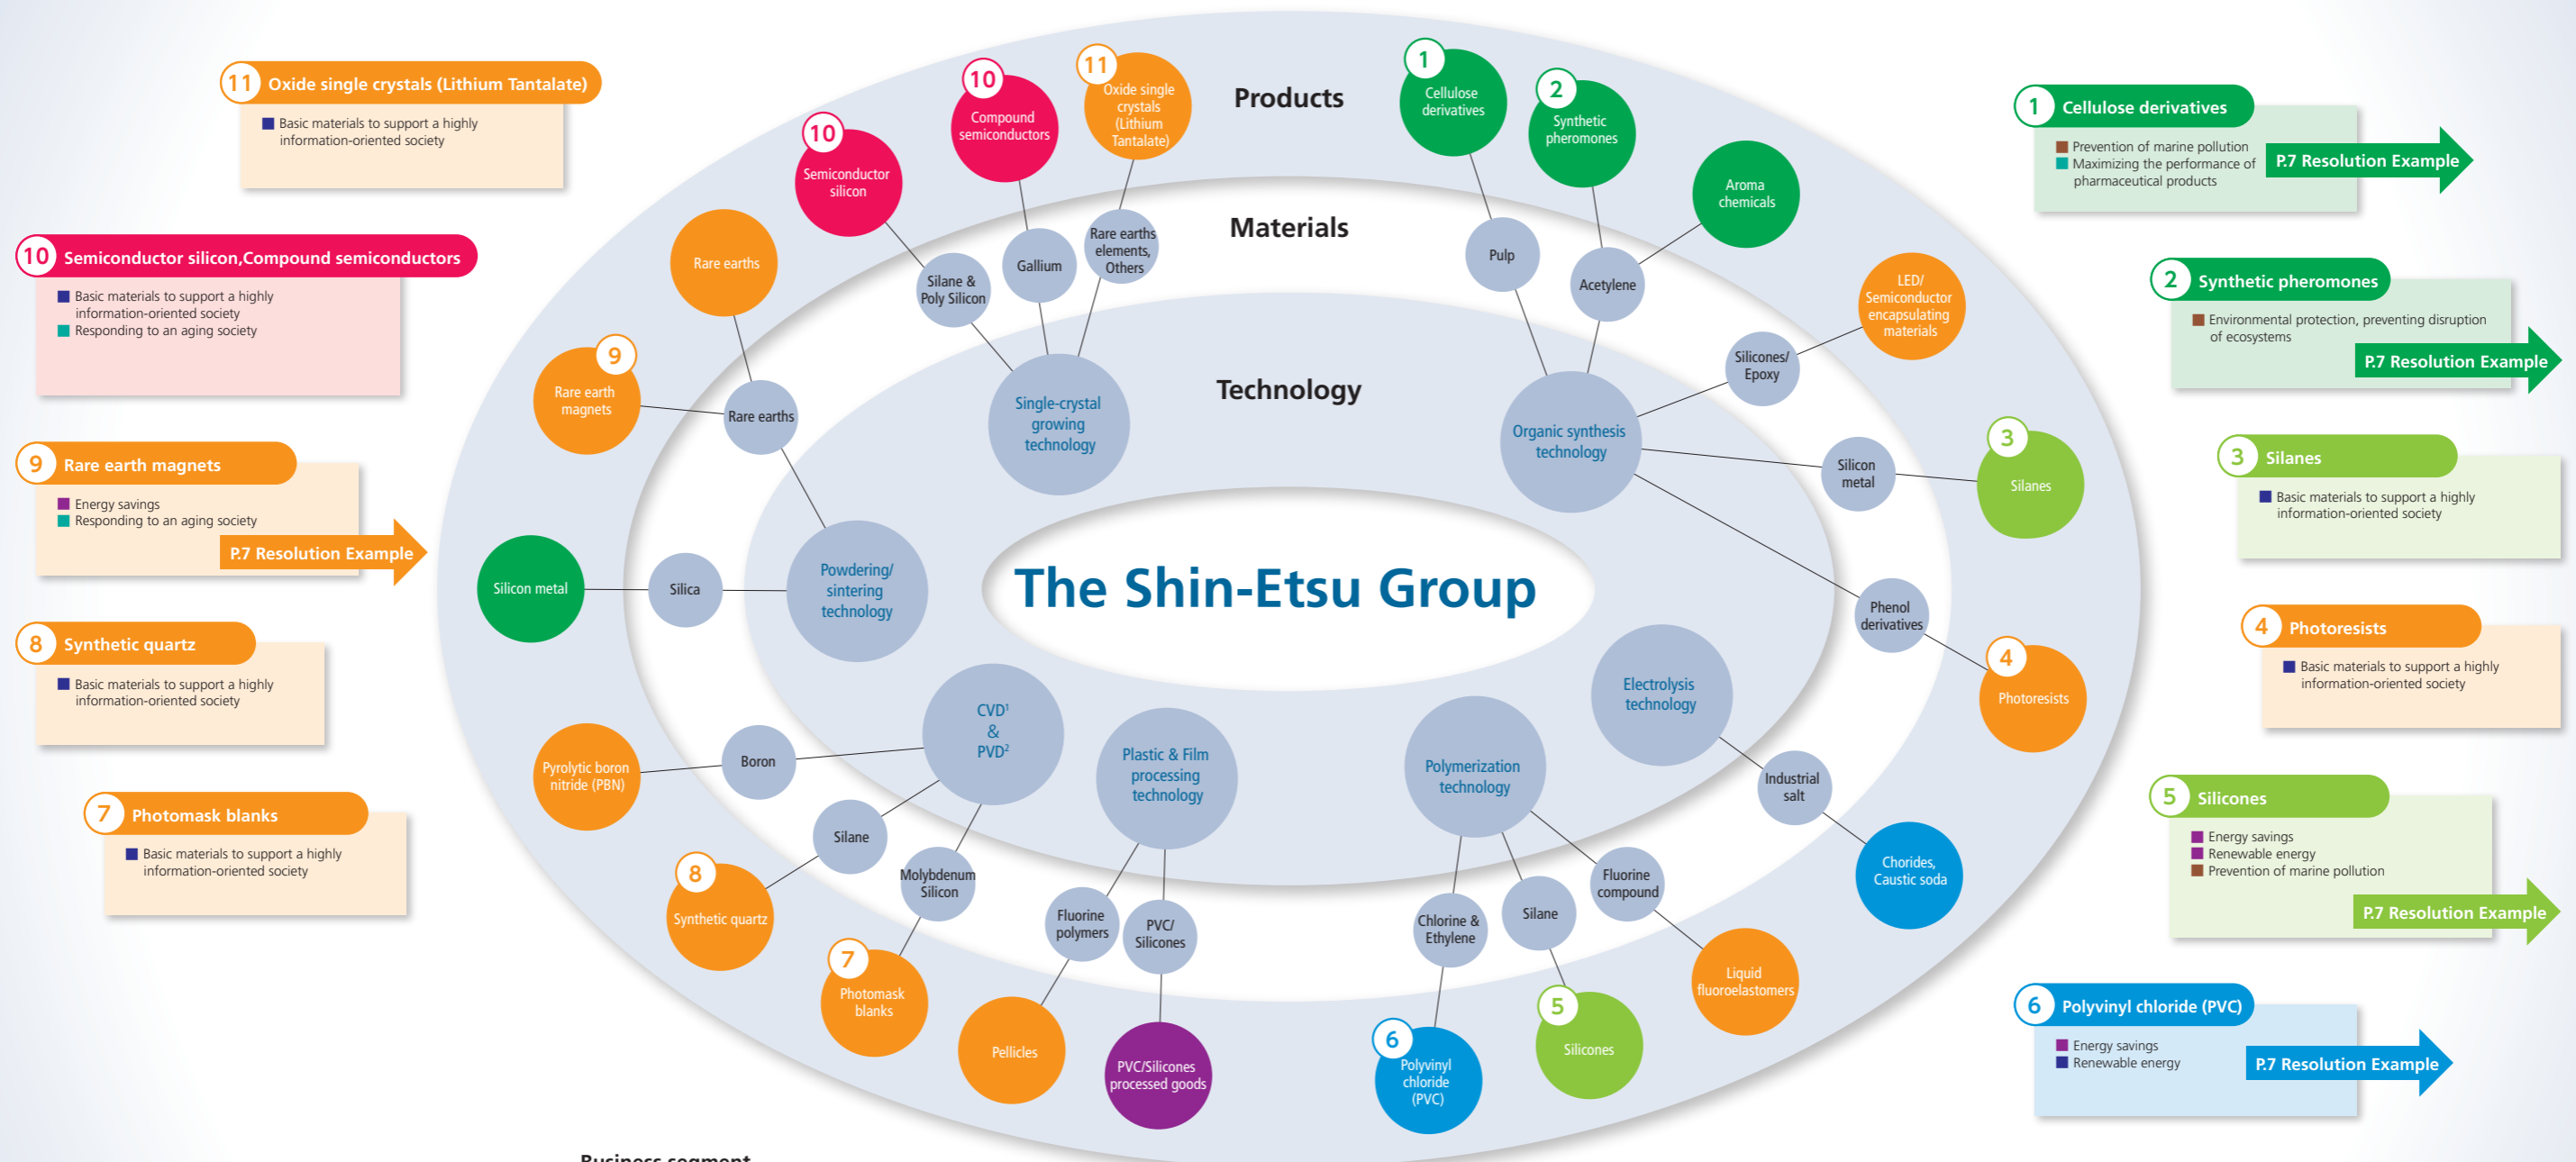 11 Oxide single crystals (Lithium Tantalate)
Basic materials to support a highly
information-oriented society
10 Semiconductor silicon,Compound semiconductors
Basic materials to support a highly
information-oriented society
Responding to an aging society
9 Rare earth magnets
Energy savings
Responding to an aging society
P.7 Resolution Example
8 Synthetic quartz
Basic materials to support a highly
information-oriented society
7 Photomask blanks
Basic materials to support a highly
information-oriented society
Products
Materials
Technology
The Shin-Etsu Group
11
Oxide single
crystals
(Lithium
Tantalate)
10
Compound
semiconductors
10
Semiconductor
silicon
Rare earths
9
Rare earth
magnets
Silicon metal
Pyrolytic boron
nitride (PBN)
8
Synthetic quartz
7
Photomask
blanks
Pellicles
PVC/Silicones
processed goods
6
Polyvinyl
chloride
(PVC)
5
Silicones
Liquid
fluoroelastomers
Chorides,
Caustic soda
4
Photoresists
3
Silanes
LED/
Semiconductor
encapsulating
materials
Aroma
chemicals
2
Synthetic
pheromones
1
Cellulose
derivatives
Rare earths
elements,
Others
Gallium
Silane &
Poly Silicon
Rare earths
Silica
Boron
Silane
Molybdenum
Silicon
Fluorine
polymers
PVC/
Silicones
Chlorine &
Ethylene
Silane
Fluorine
compound
Industrial
salt
Phenol
derivatives
Silicon
metal
Silicones/
Epoxy
Acetylene
Pulp
Single-crystal
growing
technology
Organic synthesis
technology
Powdering/
sintering
technology
CVD¹
&
PVD²
Plastic & Film
processing
technology
Polymerization
technology
Electrolysis
technology
1 Cellulose derivatives
Prevention of marine pollution
Maximizing the performance of
pharmaceutical products
P.7 Resolution Example
2 Synthetic pheromones
Environmental protection, preventing disruption
of ecosystems
P.7 Resolution Example
3 Silanes
Basic materials to support a highly
information-oriented society
4 Photoresists
Basic materials to support a highly
information-oriented society
5 Silicones
Energy savings
Renewable energy
Prevention of marine pollution
P.7 Resolution Example
6 Polyvinyl chloride (PVC)
Energy savings
Renewable energy
P.7 Resolution Example
Business segment